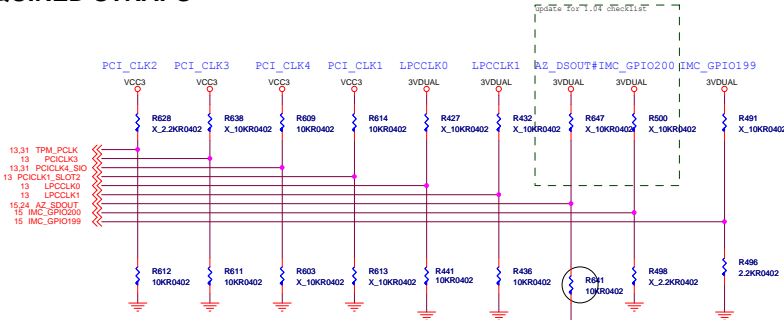 update for 1.04 checklist
PCI_CLK2 PCI_CLK3 PCI_CLK4 PCI_CLK1 LPCCLK0 LPCCLK1 AZ_DSOUT# IMC_GPIO200 IMC_GPIO199
VCC3 VCC3 VCC3 VCC3 3VDUAL 3VDUAL 3VDUAL 3VDUAL 3VDUAL
R628 R638 R609 R614 R427 R432 R647 R500 R491
X_2.2KR0402 X_10KR0402 10KR0402 10KR0402 X_10KR0402 X_10KR0402 X_10KR0402 X_10KR0402 X_10KR0402
13,31 TPM_PCLK
13 PCICLK3
13,31 PCICLK4_SIO
13 PCICLK1_SLOT2
13 LPCCLK0
13 LPCCLK1
15,24 AZ_SDOUT
15 IMC_GPIO200
15 IMC_GPIO199
R612 R611 R603 R613 R441 R436 R641 R498 R496
10KR0402 10KR0402 X_10KR0402 X_10KR0402 10KR0402 10KR0402 10KR0402 X_2.2KR0402 2.2KR0402